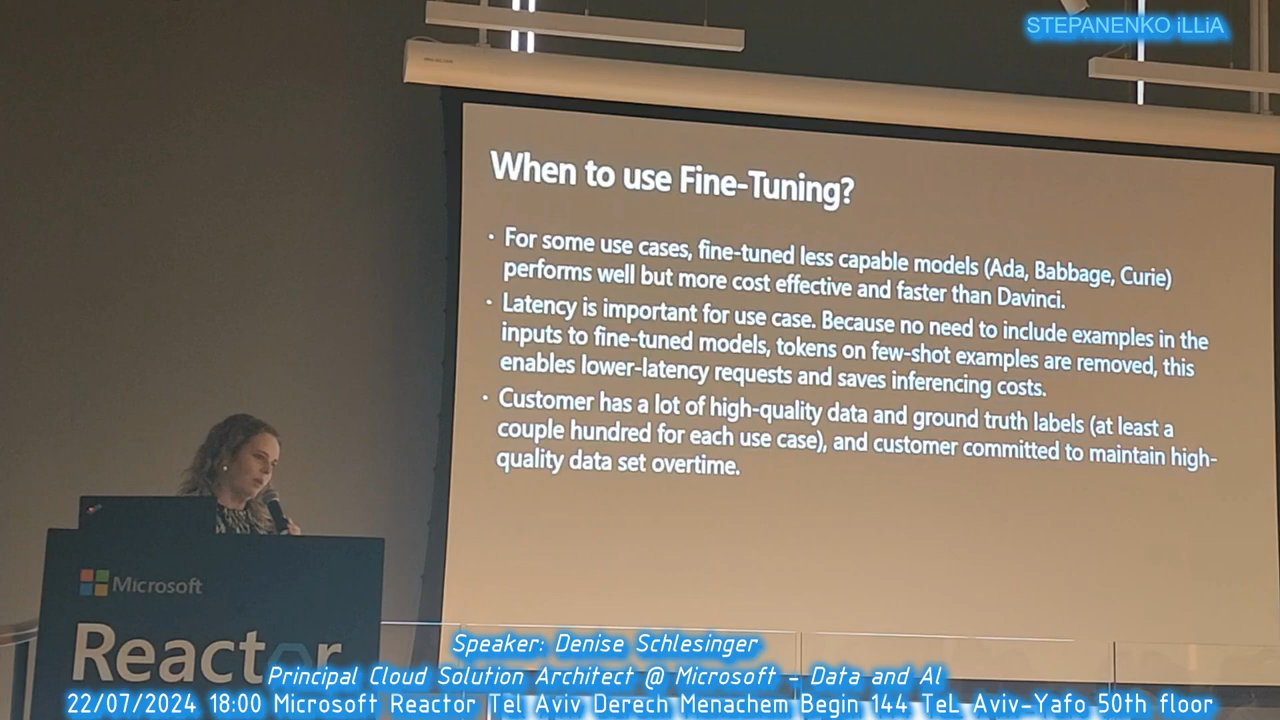 STEPANENKO iLLiA
When to use Fine-Tuning?
· For some use cases, fine-tuned less capable models (Ada, Babbage, Curie)
performs well but more cost effective and faster than Davinci.
· Latency is important for use case. Because no need to include examples in the
inputs to fine-tuned models, tokens on few-shot examples are removed, this
enables lower-latency requests and saves inferencing costs.
· Customer has a lot of high-quality data and ground truth labels (at least a
couple hundred for each use case), and customer committed to maintain high-
quality data set overtime.
Microsoft
Reactor
Speaker: Denise Schlesinger
Principal Cloud Solution Architect @ Microsoft - Data and AI
22/07/2024 18:00 Microsoft Reactor Tel Aviv Derech Menachem Begin 144 TeL Aviv-Yafo 50th floor